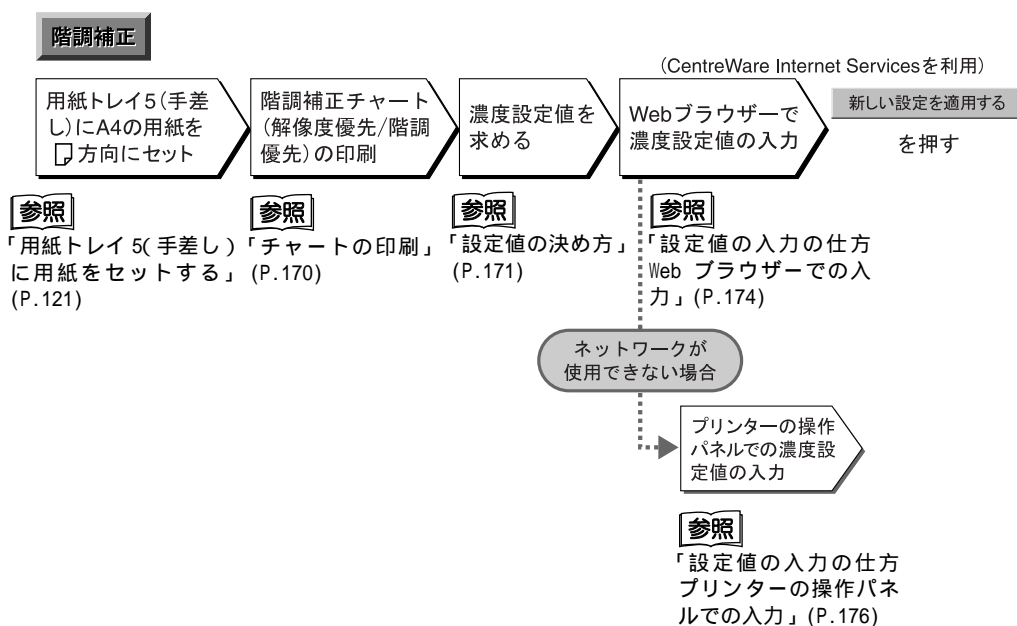 階調補正
(CentreWare Internet Servicesを利用)
用紙トレイ5(手差
し)にA4の用紙を
方向にセット
階調補正チャート
(解像度優先/階調
優先)の印刷
濃度設定値を
求める
Webブラウザーで
濃度設定値の入力
新しい設定を適用する
を押す
参照
「用紙トレイ 5( 手差し )
に用紙をセットする」
(P.121)
参照
「チャートの印刷」
(P.170)
参照
「設定値の決め方」
(P.171)
参照
「設定値の入力の仕方
Web ブラウザーでの入
力」(P.174)
ネットワークが
使用できない場合
プリンターの操作
パネルでの濃度設
定値の入力
参照
「設定値の入力の仕方
プリンターの操作パネ
ルでの入力」(P.176)